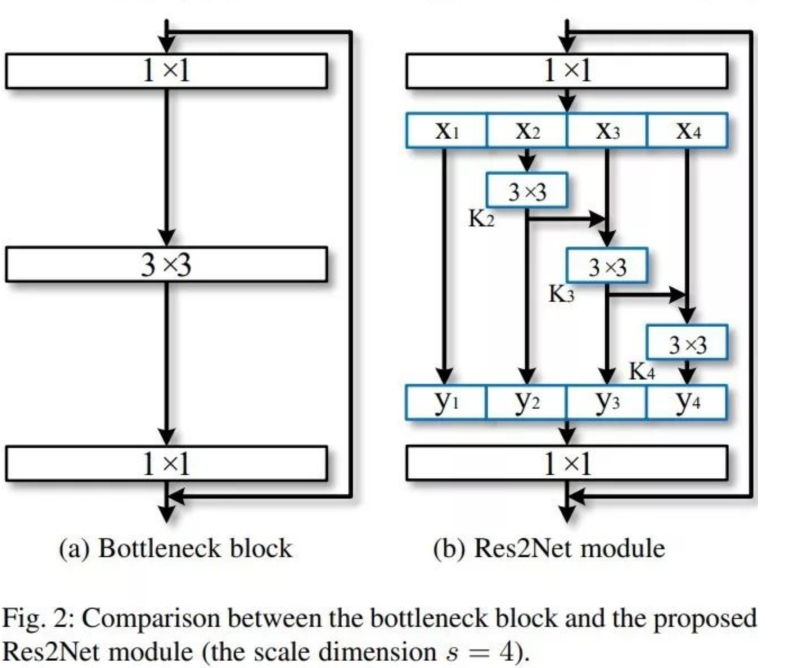 1×1
3×3
1×1
(a) Bottleneck block
1×1
x1 x2 x3 x4
3×3
K2
3×3
K3
3×3
K4
y1 y2 y3 y4
1×1
(b) Res2Net module
Fig. 2: Comparison between the bottleneck block and the proposed
Res2Net module (the scale dimension s = 4).